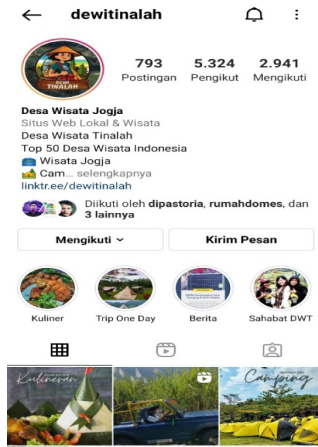 dewitinalah
DESA
TINALAH
793 5.324 2.941
Postingan Pengikut Mengikuti
Desa Wisata Jogja
Situs Web Lokal & Wisata
Desa Wisata Tinalah
Top 50 Desa Wisata Indonesia
Wisata Jogja
Cam... selengkapnya
linktr.ee/dewitinalah
Diikuti oleh dipastoria, rumahdomes, dan
3 lainnya
Mengikuti Kirim Pesan
Kuliner Trip One Day Berita Sahabat DWT
Kulineran Camping